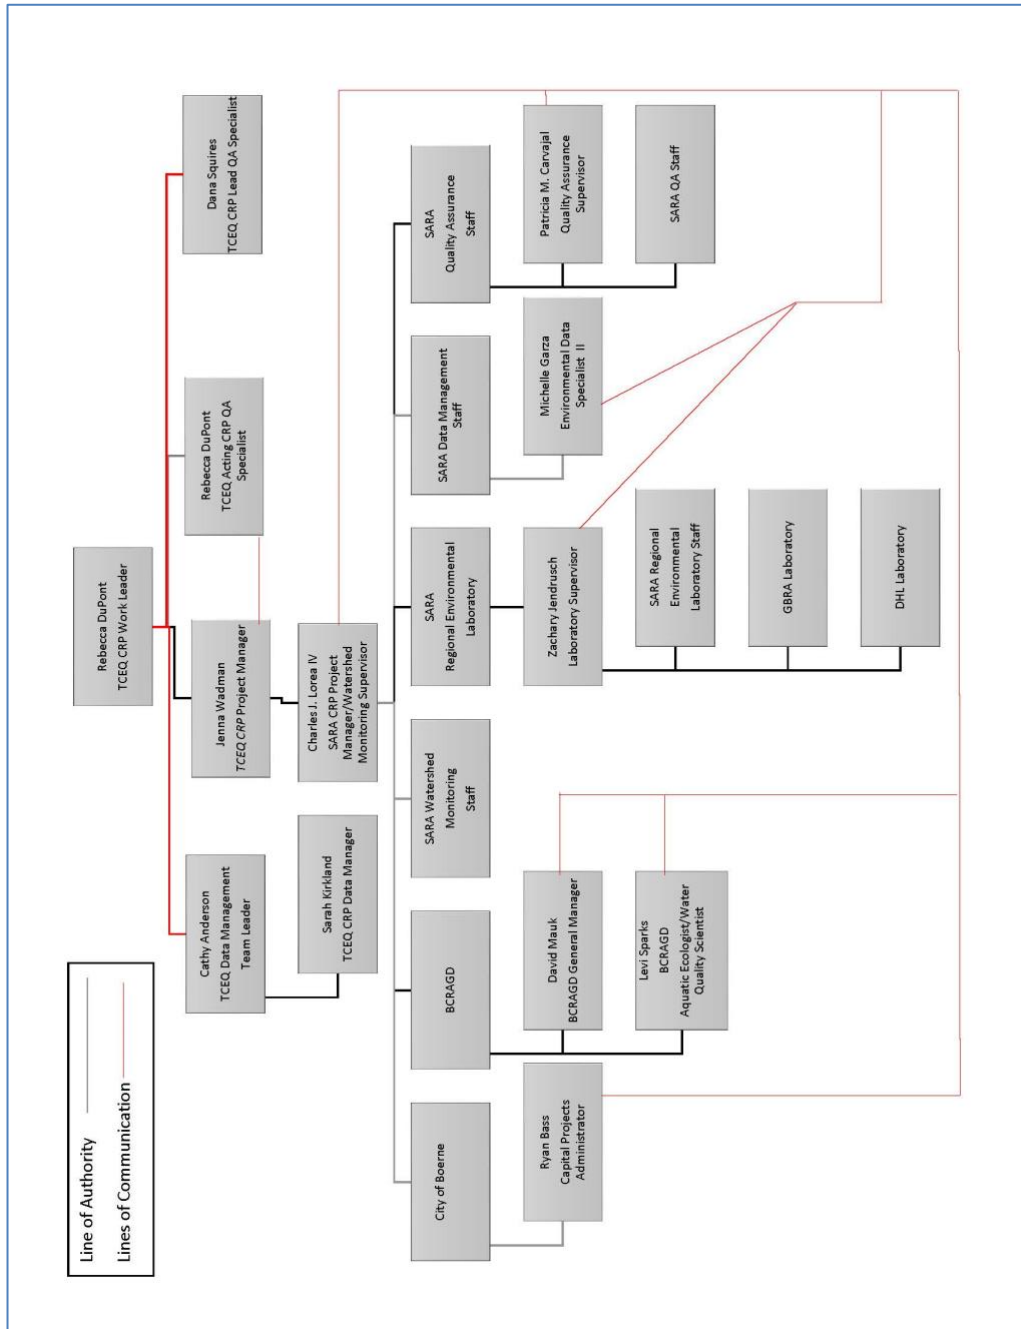 Line of Authority
Lines of Communication
Rebecca DuPont
TCEQ CRP Work Leader
Cathy Anderson
TCEQ Data Management
Team Leader
Jenna Wadman
TCEQ CRP Project Manager
Rebecca DuPont
TCEQ Acting CRP QA
Specialist
Dana Squires
TCEQ CRP Lead QA Specialist
Sarah Kirkland
TCEQ CRP Data Manager
Charles J. Lorea IV
SARA CRP Project
Manager/Watershed
Monitoring Supervisor
City of Boerne
BCRAGD
SARA Watershed
Monitoring
Staff
SARA
Regional Environmental
Laboratory
SARA Data Management
Staff
SARA
Quality Assurance
Staff
Ryan Bass
Capital Projects
Administrator
David Mauk
BCRAGD General Manager
Zachary Jendrusch
Laboratory Supervisor
Michelle Garza
Environmental Data
Specialist II
Patricia M. Carvajal
Quality Assurance
Supervisor
Levi Sparks
BCRAGD
Aquatic Ecologist/Water
Quality Scientist
SARA Regional
Environmental
Laboratory Staff
SARA QA Staff
GBRA Laboratory
DHL Laboratory